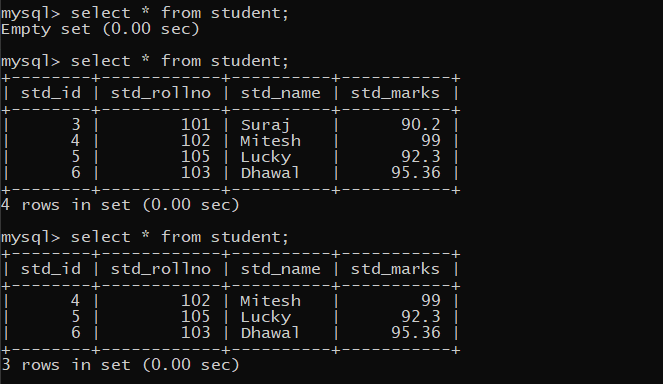 mysql> select * from student;
Empty set (0.00 sec)
mysql> select * from student;
+--------+------------+----------+-----------+
| std_id | std_rollno | std_name | std_marks |
+--------+------------+----------+-----------+
|      3 |        101 | Suraj    |      90.2 |
|      4 |        102 | Mitesh   |        99 |
|      5 |        105 | Lucky    |      92.3 |
|      6 |        103 | Dhawal   |     95.36 |
+--------+------------+----------+-----------+
4 rows in set (0.00 sec)
mysql> select * from student;
+--------+------------+----------+-----------+
| std_id | std_rollno | std_name | std_marks |
+--------+------------+----------+-----------+
|      4 |        102 | Mitesh   |        99 |
|      5 |        105 | Lucky    |      92.3 |
|      6 |        103 | Dhawal   |     95.36 |
+--------+------------+----------+-----------+
3 rows in set (0.00 sec)